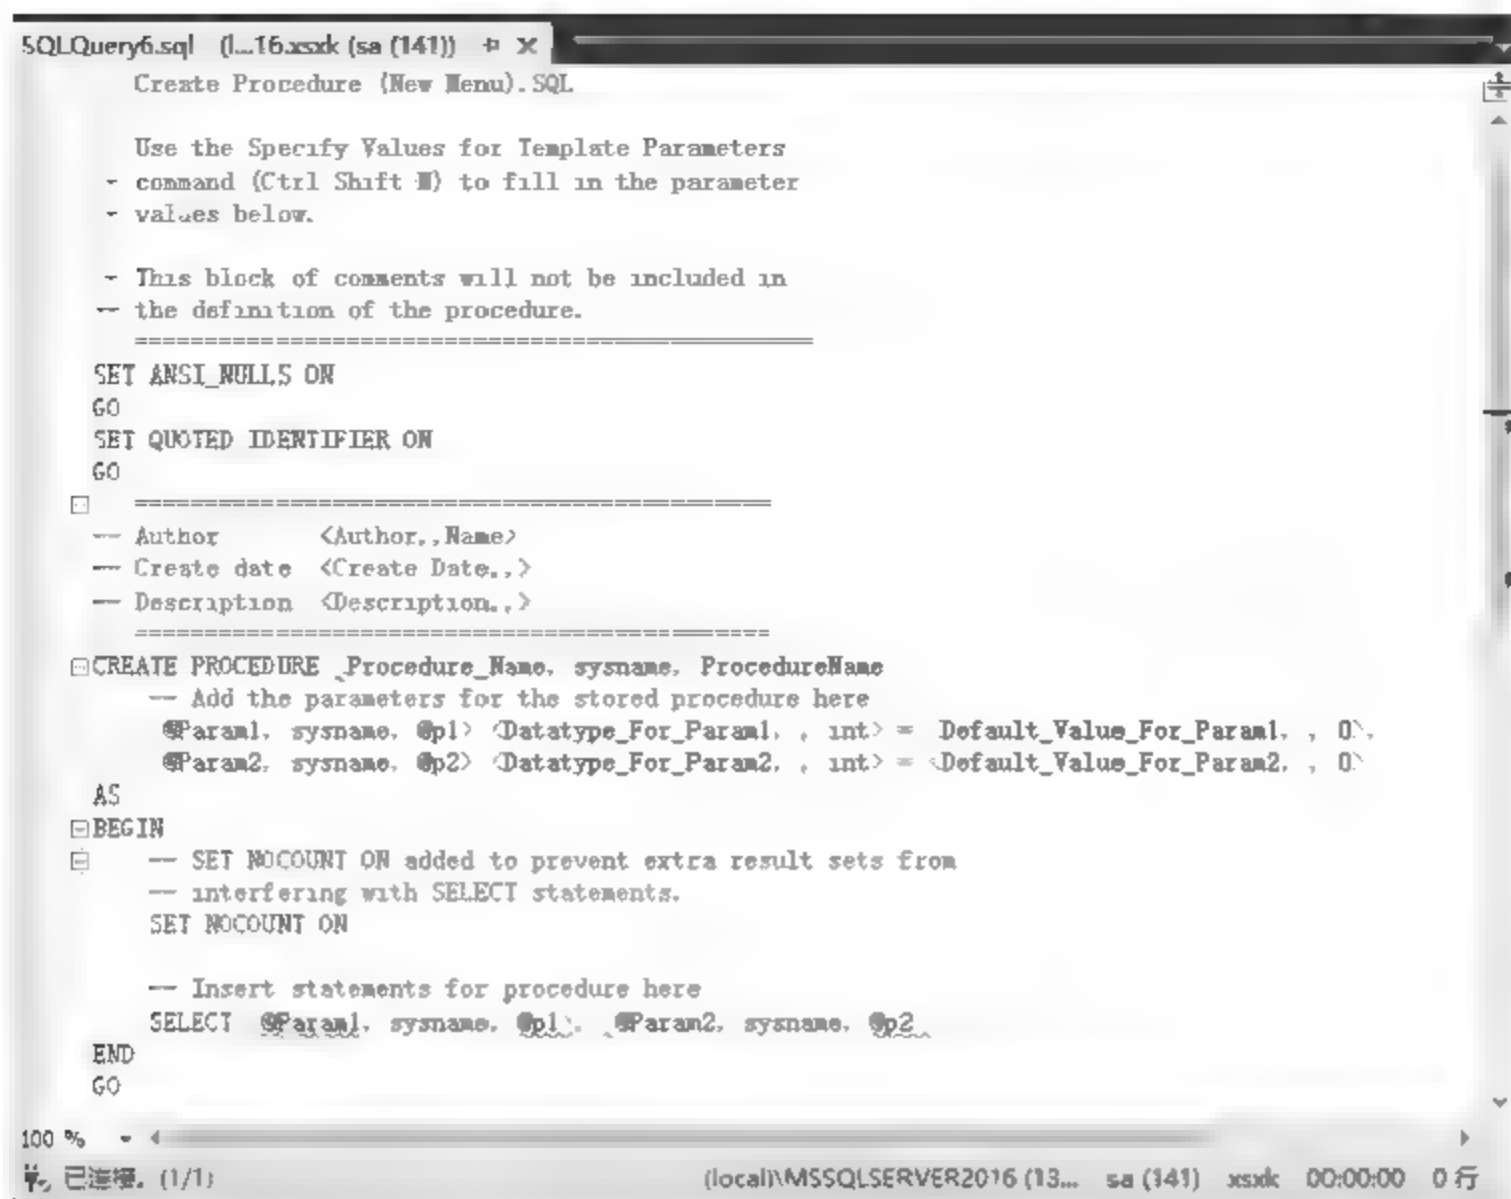 SQLQuery6.sql (l...16.xsxk (sa (141))
Create Procedure (New Menu).SQL
Use the Specify Values for Template Parameters
- command (Ctrl Shift M) to fill in the parameter
- values below.
- This block of comments will not be included in
-- the definition of the procedure.
================================================
SET ANSI_NULLS ON
GO
SET QUOTED IDENTIFIER ON
GO
=============================================
-- Author <Author,,Name>
-- Create date <Create Date,,>
-- Description <Description,,>
=============================================
CREATE PROCEDURE Procedure_Name, sysname, ProcedureName
-- Add the parameters for the stored procedure here
@Param1, sysname, @p1> <Datatype_For_Param1, , int> = Default_Value_For_Param1, , 0>,
@Param2, sysname, @p2> <Datatype_For_Param2, , int> = <Default_Value_For_Param2, , 0>
AS
BEGIN
-- SET NOCOUNT ON added to prevent extra result sets from
-- interfering with SELECT statements.
SET NOCOUNT ON
-- Insert statements for procedure here
SELECT @Param1, sysname, @p1>, @Param2, sysname, @p2
END
GO
100 %
已连接。(1/1)
(local)\MSSQLSERVER2016 (13... sa (141) xsxk 00:00:00 0 行